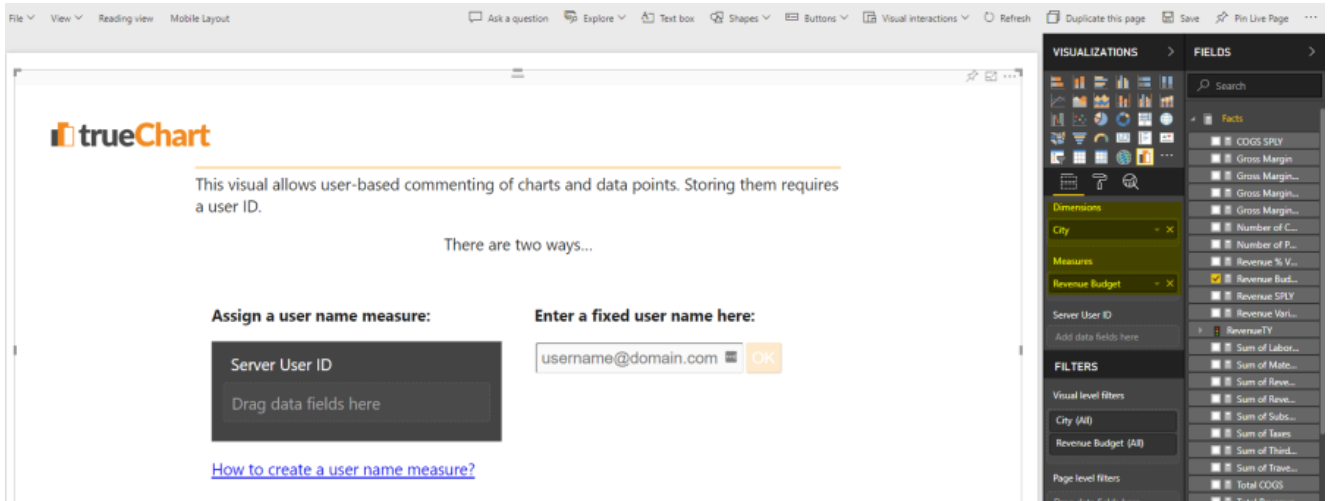 File View Reading view Mobile Layout Ask a question Explore Text box Shapes Buttons Visual interactions Refresh Duplicate this page Save Pin Live Page ...
VISUALIZATIONS
FIELDS
Search
Facts
COGS SPLY
Gross Margin
Gross Margin...
Gross Margin...
Gross Margin...
Number of C...
Number of P...
Revenue % V...
Revenue Bud...
Revenue SPLY
Revenue Vari...
RevenueTY
Sum of Labor...
Sum of Mate...
Sum of Reve...
Sum of Reve...
Sum of Subs...
Sum of Taxes
Sum of Third...
Sum of Trave...
Total COGS
Dimensions
City
Measures
Revenue Budget
Server User ID
Add data fields here
FILTERS
Visual level filters
City (All)
Revenue Budget (All)
Page level filters
trueChart
This visual allows user-based commenting of charts and data points. Storing them requires
a user ID.
There are two ways...
Assign a user name measure:
Enter a fixed user name here:
Server User ID
Drag data fields here
username@domain.com OK
How to create a user name measure?